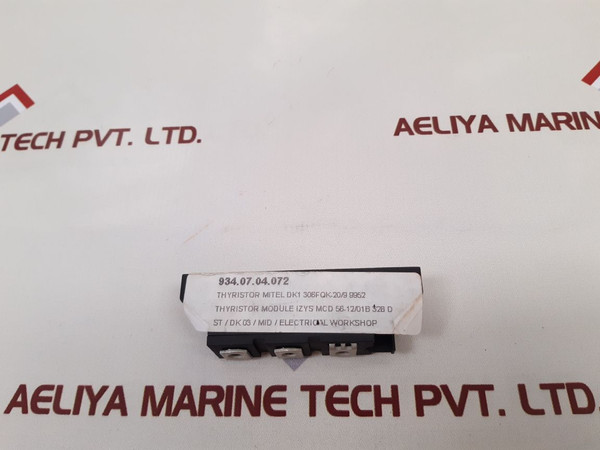 TECH PVT. LTD.
AELIYA MARINE
934.07.04.072
THYRISTOR MITEL DK1 306FQK-20/9 9952
THYRISTOR MODULE IZYS MCD 56-12/01B 328 D
ST / DK 03 / MID / ELECTRICAL WORKSHOP
AELIYA MARINE TECH PVT. LTD.